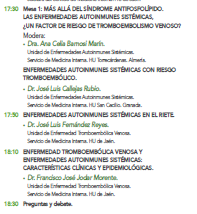 17:30 Mesa 1: MÁS ALLÁ DEL SÍNDROME ANTIFOSFOLÍPIDO.
LAS ENFERMEDADES AUTOINMUNES SISTÉMICAS,
¿UN FACTOR DE RIESGO DE TROMBOEMBOLISMO VENOSO?
Modera:
• Dra. Ana Celia Barnosi Marín.
Unidad de Enfermedades Autoinmunes Sistémicas.
Servicio de Medicina Interna. HU Torrecárdenas. Almería.
ENFERMEDADES AUTOINMUNES SISTÉMICAS CON RIESGO
TROMBOEMBÓLICO.
• Dr. José Luis Callejas Rubio.
Unidad de Enfermedades Autoinmunes Sistémicas.
Servicio de Medicina Interna. HU San Cecilio. Granada.
17:50 ENFERMEDADES AUTOINMUNES SISTÉMICAS EN EL RIETE.
• Dr. José Luis Fernández Reyes.
Unidad de Enfermedad Tromboembólica Venosa.
Servicio de Medicina Interna. HU de Jaén.
18:10 ENFERMEDAD TROMBOEMBÓLICA VENOSA Y
ENFERMEDADES AUTOINMUNES SISTÉMICAS:
CARACTERÍSTICAS CLÍNICAS Y EPIDEMIOLÓGICAS.
• Dr. Francisco José Jodar Morente.
Unidad de Enfermedad Tromboembólica Venosa.
Servicio de Medicina Interna. HU de Jaén.
18:30 Preguntas y debate.